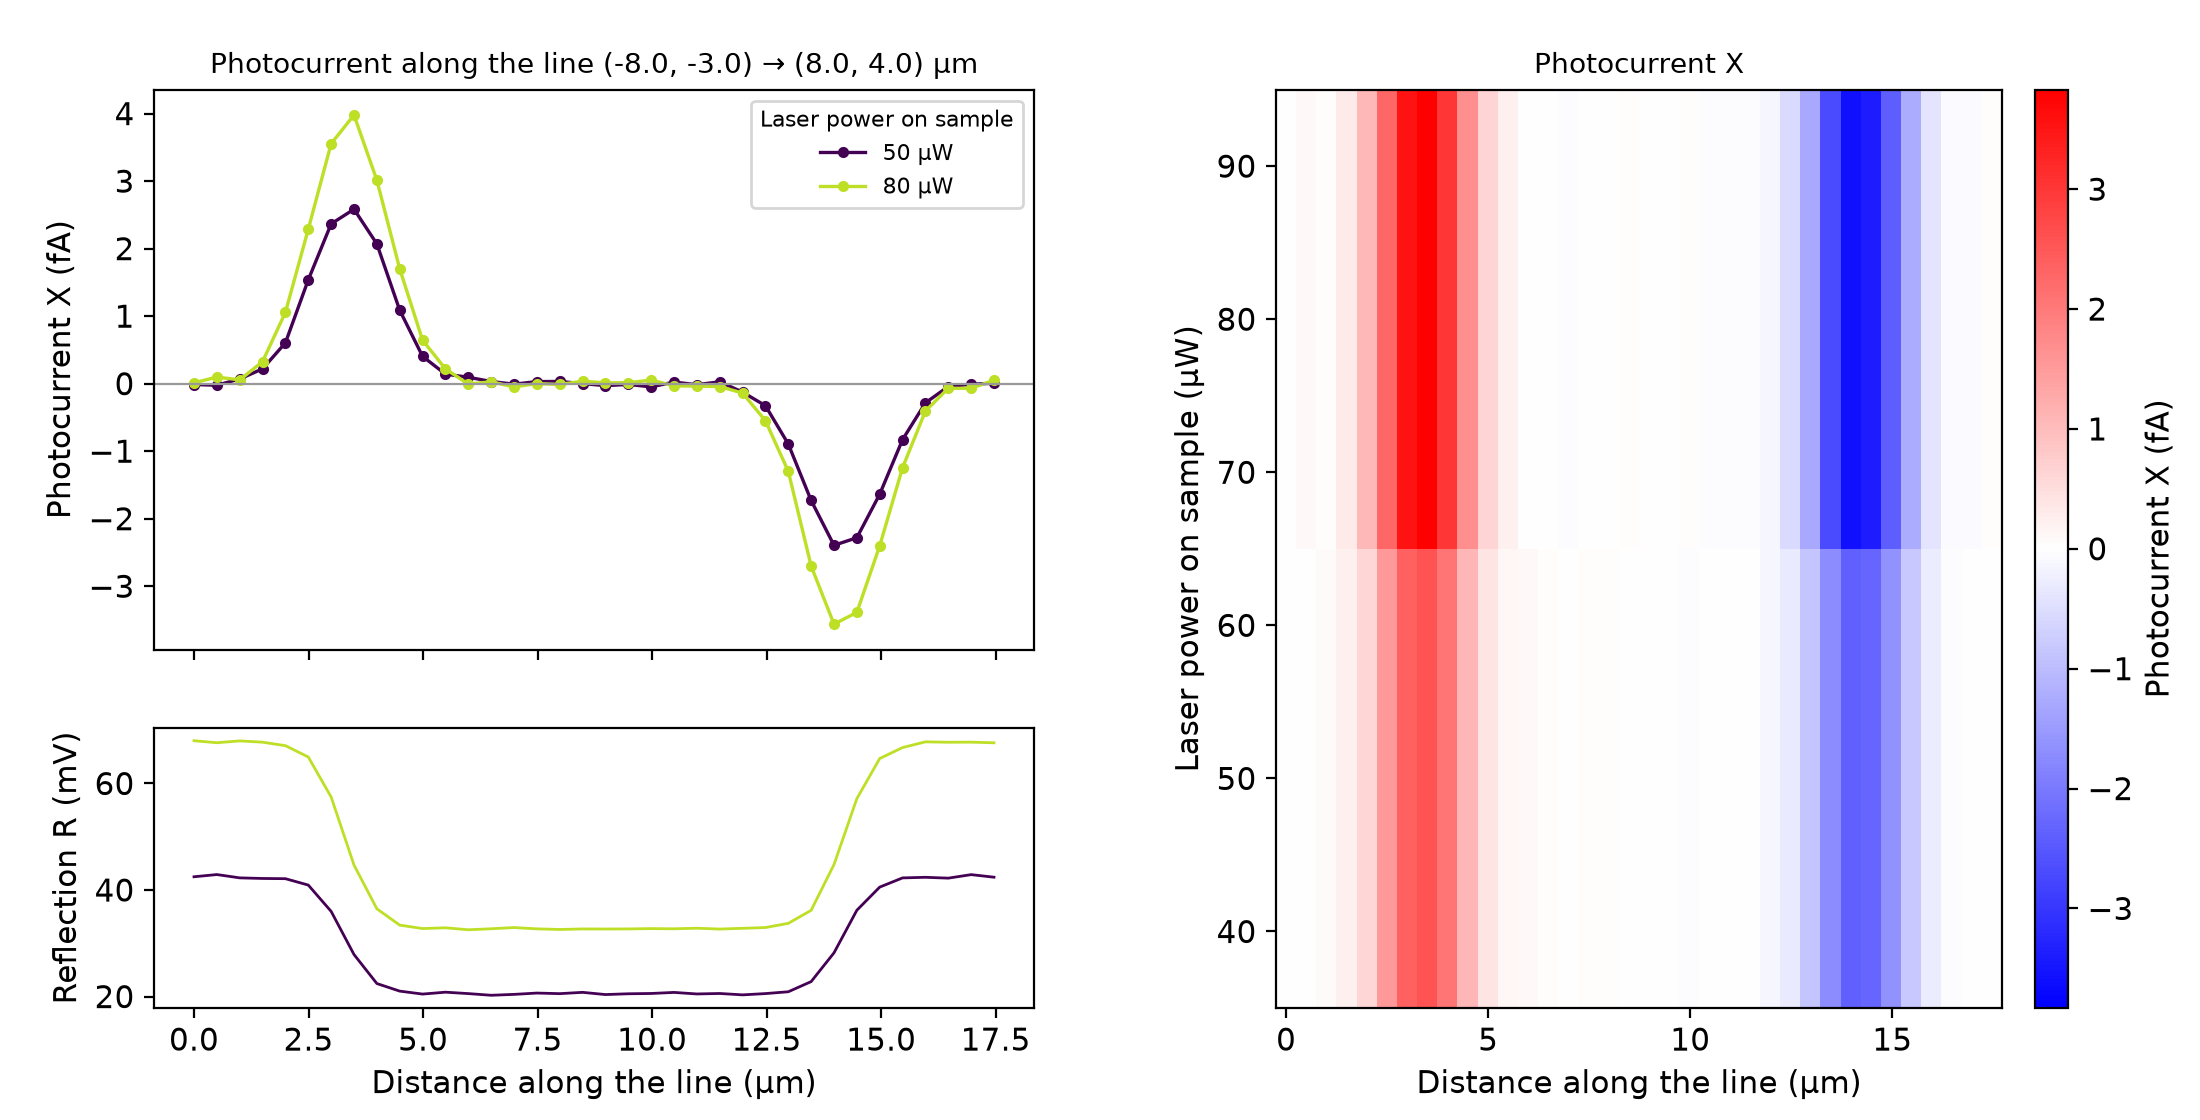 Photocurrent along the line (-8.0, -3.0) → (8.0, 4.0) µm
Photocurrent X (fA)
4
3
2
1
0
−1
−2
−3
Laser power on sample
50 µW
80 µW
Reflection R (mV)
60
40
20
0.0 2.5 5.0 7.5 10.0 12.5 15.0 17.5
Distance along the line (µm)
Photocurrent X
Laser power on sample (µW)
90
80
70
60
50
40
0 5 10 15
Distance along the line (µm)
3
2
1
0
−1
−2
−3
Photocurrent X (fA)